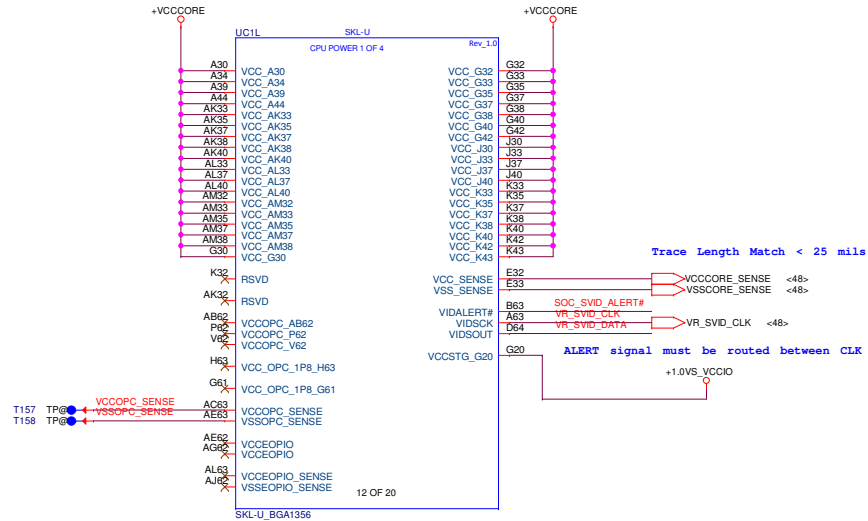 +VCCCORE
+VCCCORE
UC1L SKL-U
CPU POWER 1 OF 4 Rev_1.0
A30 VCC_A30 VCC_G32 G32
A34 VCC_A34 VCC_G33 G33
A39 VCC_A39 VCC_G35 G35
A44 VCC_A44 VCC_G37 G37
AK33 VCC_AK33 VCC_G38 G38
AK35 VCC_AK35 VCC_G40 G40
AK37 VCC_AK37 VCC_G42 G42
AK38 VCC_AK38 VCC_J30 J30
AK40 VCC_AK40 VCC_J33 J33
AL33 VCC_AL33 VCC_J37 J37
AL37 VCC_AL37 VCC_J40 J40
AL40 VCC_AL40 VCC_K33 K33
AM32 VCC_AM32 VCC_K35 K35
AM33 VCC_AM33 VCC_K37 K37
AM35 VCC_AM35 VCC_K38 K38
AM37 VCC_AM37 VCC_K40 K40
AM38 VCC_AM38 VCC_K42 K42
G30 VCC_G30 VCC_K43 K43
Trace Length Match < 25 mils
K32 RSVD VCC_SENSE E32 VCCCORE_SENSE <48>
VSS_SENSE E33 VSSCORE_SENSE <48>
AK32 RSVD
VIDALERT# B63 SOC_SVID_ALERT#
AB62 VCCOPC_AB62 VIDSCK A63 VR_SVID_CLK VR_SVID_CLK <48>
P62 VCCOPC_P62 VIDSOUT D64 VR_SVID_DATA
V62 VCCOPC_V62
VCCSTG_G20 G20
ALERT signal must be routed between CLK
H63 VCC_OPC_1P8_H63
+1.0VS_VCCIO
G61 VCC_OPC_1P8_G61
T157 TP@ VCCOPC_SENSE AC63 VCCOPC_SENSE
T158 TP@ VSSOPC_SENSE AE63 VSSOPC_SENSE
AE62 VCCEOPIO
AG62 VCCEOPIO
AL63 VCCEOPIO_SENSE
AJ62 VSSEOPIO_SENSE
12 OF 20
SKL-U_BGA1356